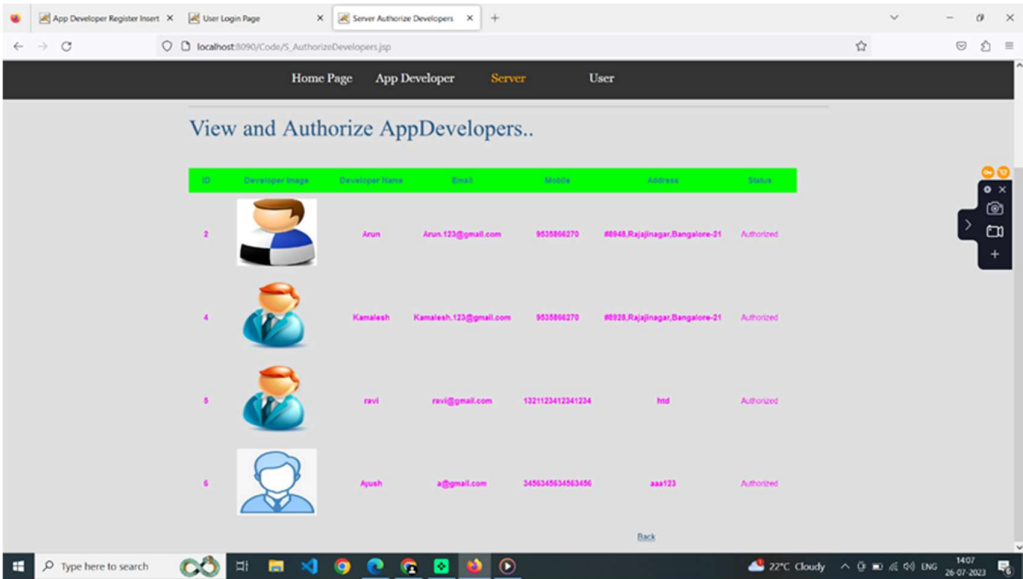 App Developer Register Insert
User Login Page
Server Authorize Developers
localhost:8090/Code/S_AuthorizeDevelopers.jsp
Home Page App Developer Server User
View and Authorize AppDevelopers..
ID Developer Image Developer Name Email Mobile Address Status
2 Arun Arun.123@gmail.com 9535866270 #8948,Rajajinagar,Bangalore-21 Authorized
4 Kamalesh Kamalesh.123@gmail.com 9535866270 #8928,Rajajinagar,Bangalore-21 Authorized
5 ravi ravi@gmail.com 1321123412341234 htd Authorized
6 Ayush a@gmail.com 3456345634563456 aaa123 Authorized
Back
Type here to search
22°C Cloudy
ENG
14:07
26-07-2023